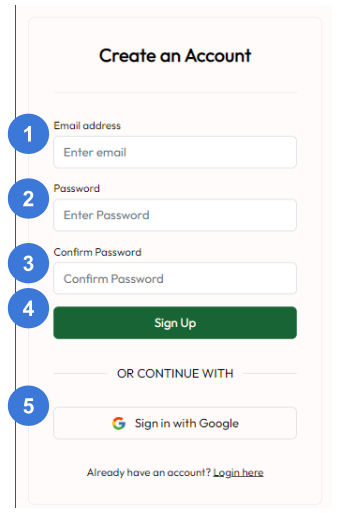 Create an Account
1
Email address
Enter email
2
Password
Enter Password
3
Confirm Password
Confirm Password
4
Sign Up
OR CONTINUE WITH
5
Sign in with Google
Already have an account? Login here